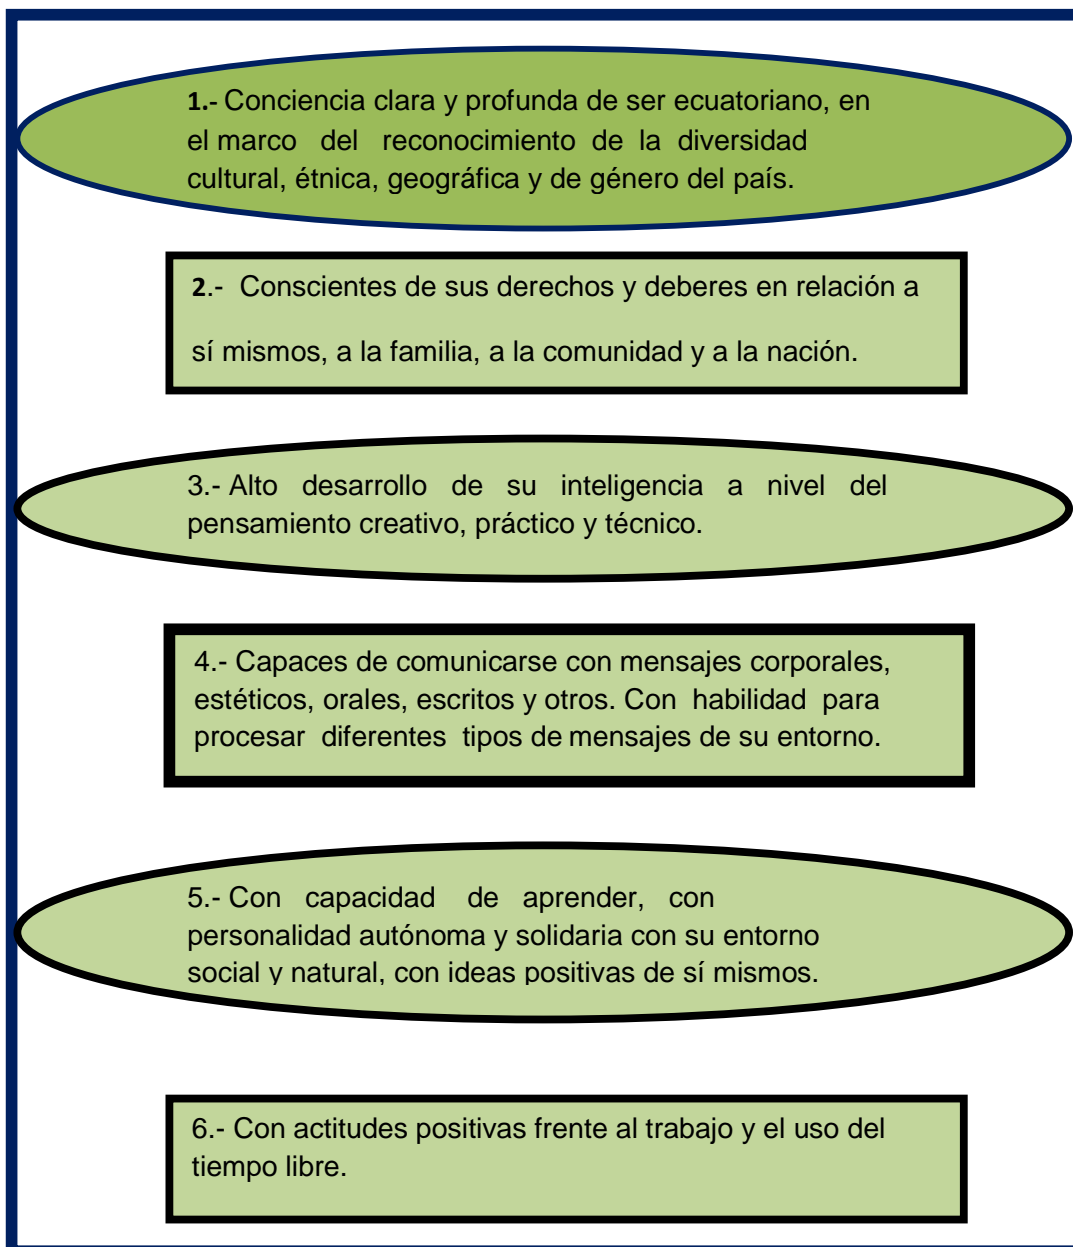 1.- Conciencia clara y profunda de ser ecuatoriano, en
el marco del reconocimiento de la diversidad
cultural, étnica, geográfica y de género del país.
2.- Conscientes de sus derechos y deberes en relación a
sí mismos, a la familia, a la comunidad y a la nación.
3.- Alto desarrollo de su inteligencia a nivel del
pensamiento creativo, práctico y técnico.
4.- Capaces de comunicarse con mensajes corporales,
estéticos, orales, escritos y otros. Con habilidad para
procesar diferentes tipos de mensajes de su entorno.
5.- Con capacidad de aprender, con
personalidad autónoma y solidaria con su entorno
social y natural, con ideas positivas de sí mismos.
6.- Con actitudes positivas frente al trabajo y el uso del
tiempo libre.